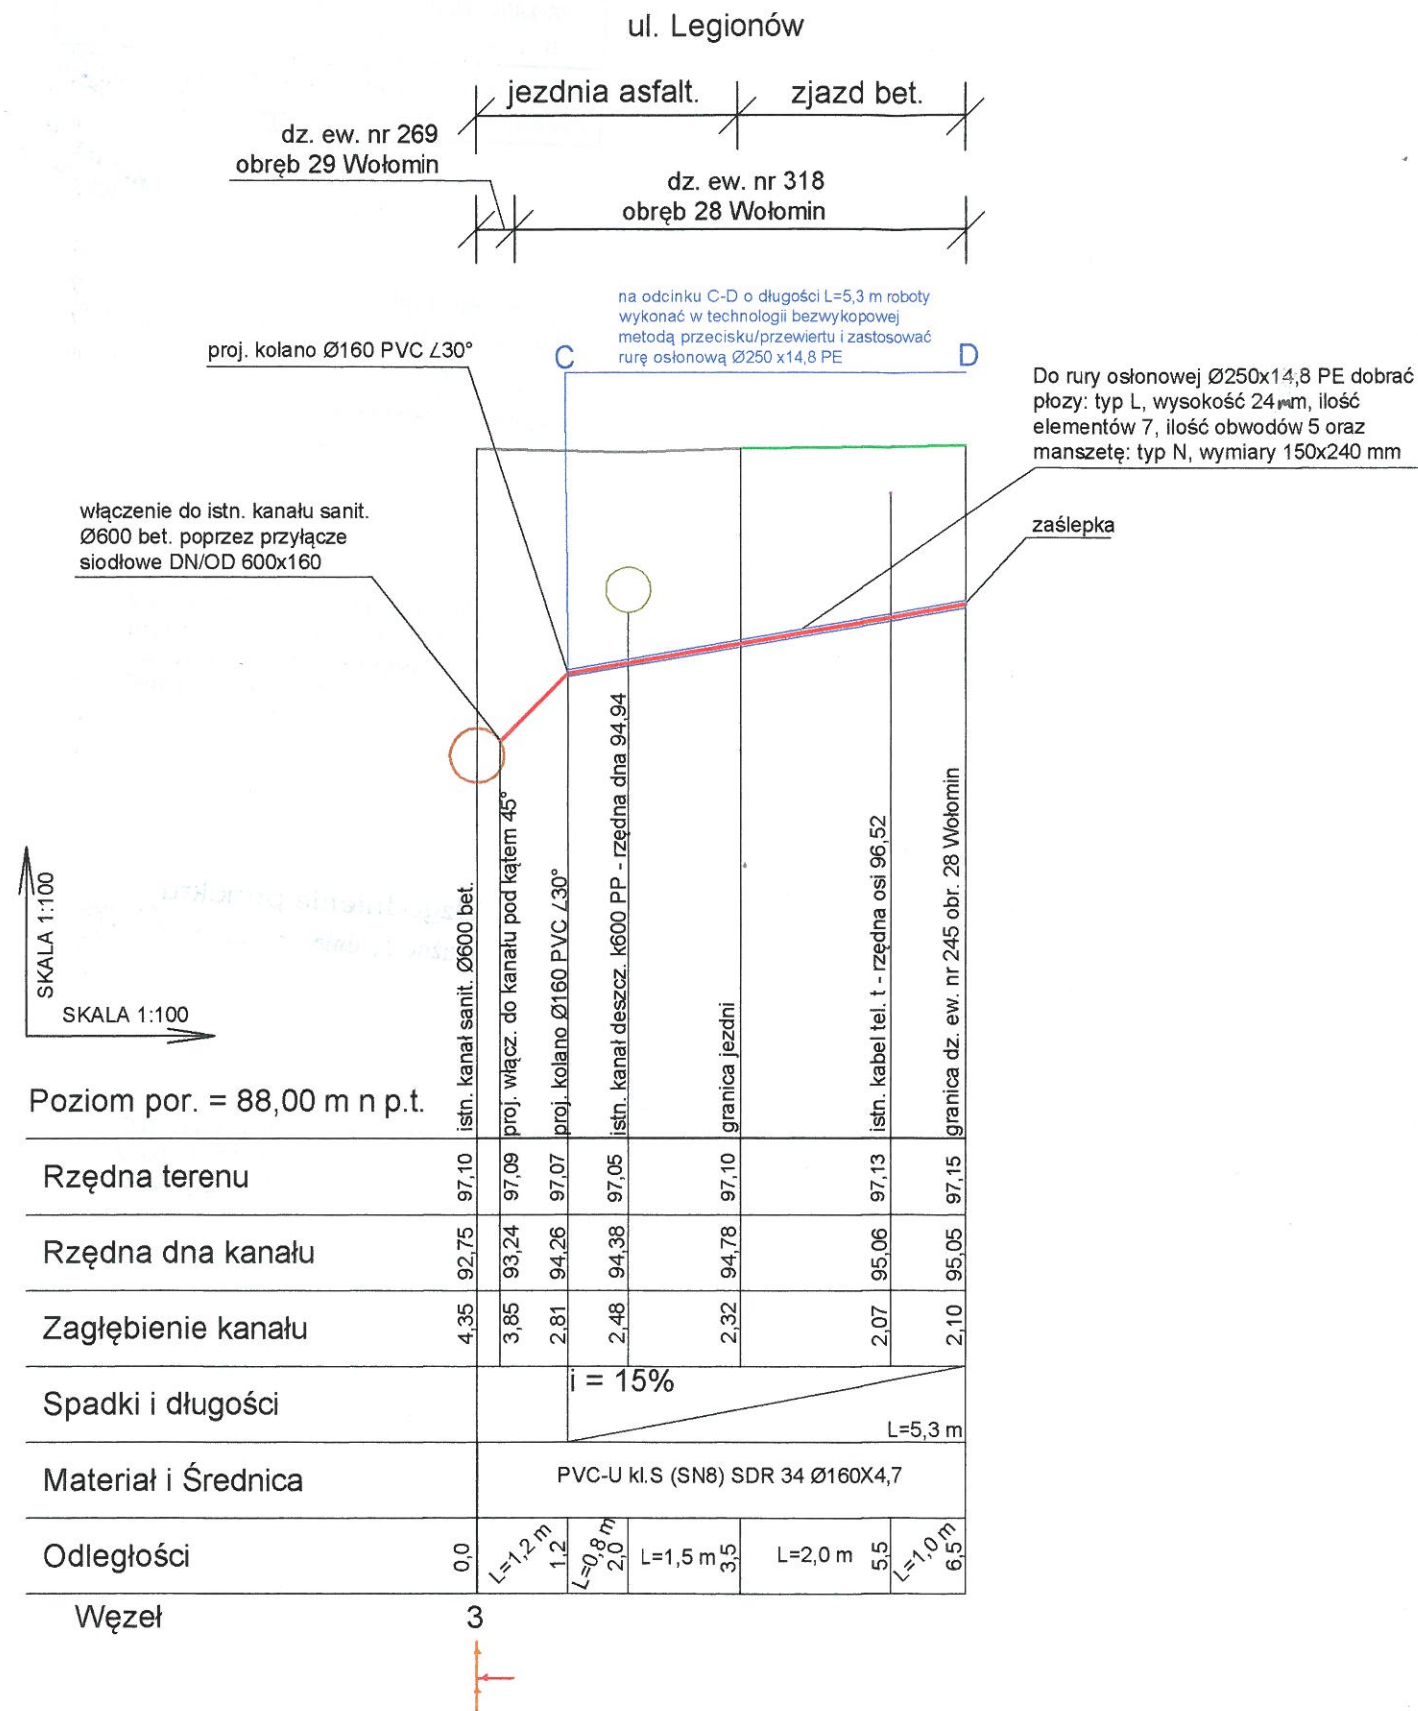 ul. Legionów
jezdnia asfalt.
zjazd bet.
dz. ew. nr 269
obręb 29 Wołomin
dz. ew. nr 318
obręb 28 Wołomin
na odcinku C-D o długości L=5,3 m roboty
wykonać w technologii bezwykopowej
metodą przecisku/przewiertu i zastosować
rurę osłonową Ø250 x14,8 PE
proj. kolano Ø160 PVC ∠30°
C
D
Do rury osłonowej Ø250x14,8 PE dobrać
płozy: typ L, wysokość 24mm, ilość
elementów 7, ilość obwodów 5 oraz
manszetę: typ N, wymiary 150x240 mm
włączenie do istn. kanału sanit.
Ø600 bet. poprzez przyłącze
siodłowe DN/OD 600x160
zaślepka
istn. kanał sanit. Ø600 bet.
proj. włącz. do kanału pod kątem 45°
proj. kolano Ø160 PVC ∠30°
istn. kanał deszcz. k600 PP - rzędna dna 94,94
granica jezdni
istn. kabel tel. t - rzędna osi 96,52
granica dz. ew. nr 245 obr. 28 Wołomin
SKALA 1:100
SKALA 1:100
Poziom por. = 88,00 m n p.t.
Rzędna terenu 97,10 97,09 97,07 97,05 97,10 97,13 97,15
Rzędna dna kanału 92,75 93,24 94,26 94,38 94,78 95,06 95,05
Zagłębienie kanału 4,35 3,85 2,81 2,48 2,32 2,07 2,10
Spadki i długości i = 15% L=5,3 m
Materiał i Średnica PVC-U kl.S (SN8) SDR 34 Ø160X4,7
Odległości 0,0 L=1,2 m 1,2 L=0,8 m 2,0 L=1,5 m 3,5 L=2,0 m 5,5 L=1,0 m 6,5
Węzeł 3